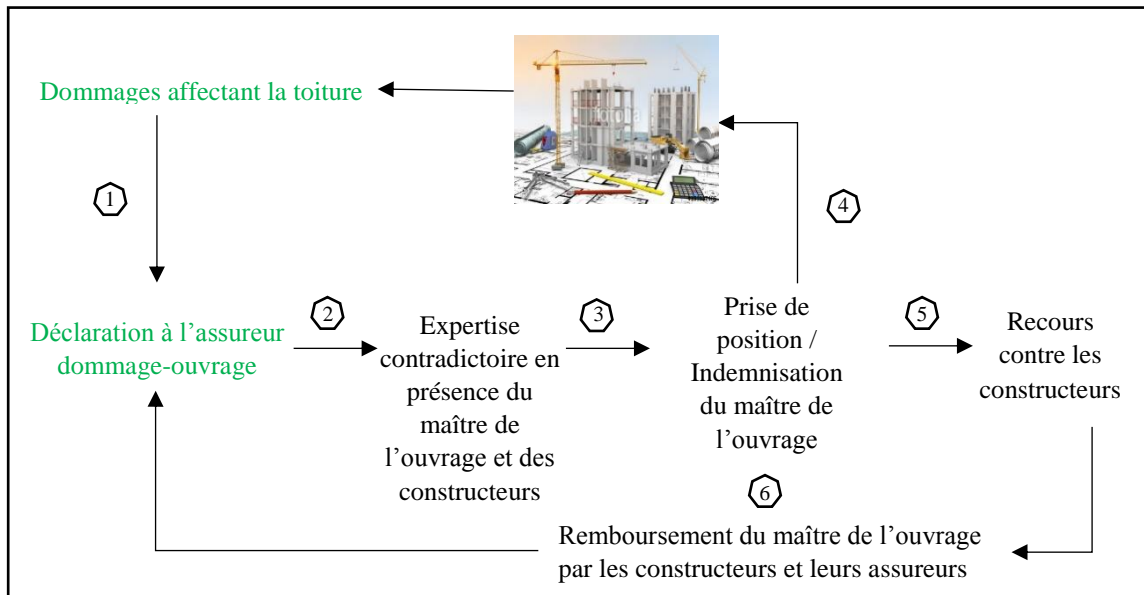 Dommages affectant la toiture
1
4
Déclaration à l’assureur
dommage-ouvrage
2
Expertise
contradictoire en
présence du
maître de
l’ouvrage et des
constructeurs
3
Prise de
position /
Indemnisation
du maître de
l’ouvrage
5
Recours
contre les
constructeurs
6
Remboursement du maître de l’ouvrage
par les constructeurs et leurs assureurs